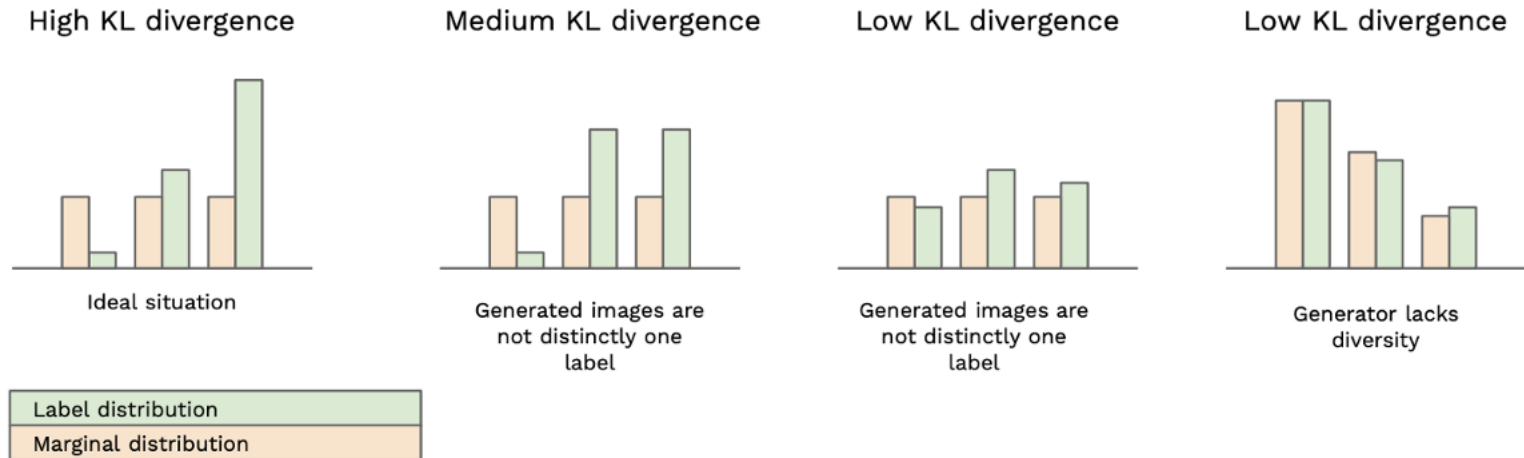 High KL divergence
Medium KL divergence
Low KL divergence
Low KL divergence
Ideal situation
Generated images are
not distinctly one
label
Generated images are
not distinctly one
label
Generator lacks
diversity
Label distribution
Marginal distribution